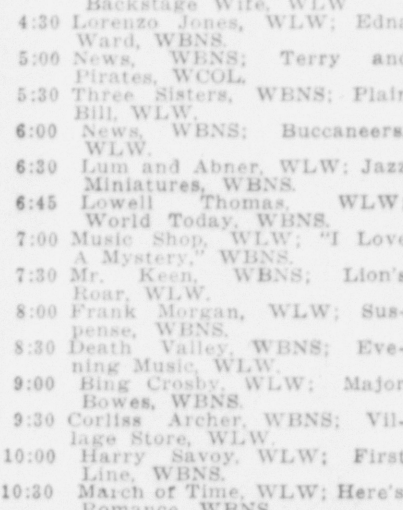 Backstage Wife, WLW
4:30 Lorenzo Jones, WLW; Edna
Ward, WBNS.
5:00 News, WBNS; Terry and
Pirates, WCOL.
5:30 Three Sisters, WBNS; Plain
Bill, WLW.
6:00 News, WBNS; Buccaneers
WLW.
6:30 Lum and Abner, WLW; Jazz
Miniatures, WBNS.
6:45 Lowell Thomas, WLW;
World Today, WBNS.
7:00 Music Shop, WLW; "I Love
A Mystery," WBNS.
7:30 Mr. Keen, WBNS; Lion's
Roar, WLW.
8:00 Frank Morgan, WLW; Sus-
pense, WBNS.
8:30 Death Valley, WBNS; Eve-
ning Music, WLW.
9:00 Bing Crosby, WLW; Major
Bowes, WBNS.
9:30 Corliss Archer, WBNS; Vil-
lage Store, WLW.
10:00 Harry Savoy, WLW; First
Line, WBNS.
10:30 March of Time, WLW; Here's
Romance, WBNS